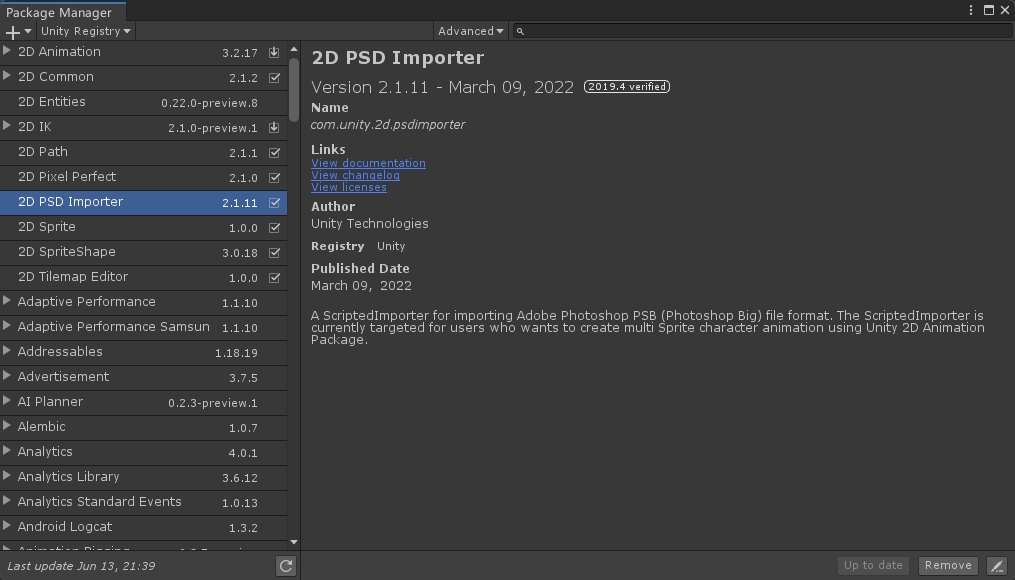 Package Manager
Unity Registry
Advanced
2D Animation 3.2.17
2D Common 2.1.2
2D Entities 0.22.0-preview.8
2D IK 2.1.0-preview.1
2D Path 2.1.1
2D Pixel Perfect 2.1.0
2D PSD Importer 2.1.11
2D Sprite 1.0.0
2D SpriteShape 3.0.18
2D Tilemap Editor 1.0.0
Adaptive Performance 1.1.10
Adaptive Performance Samsun 1.1.10
Addressables 1.18.19
Advertisement 3.7.5
AI Planner 0.2.3-preview.1
Alembic 1.0.7
Analytics 4.0.1
Analytics Library 3.6.12
Analytics Standard Events 1.0.13
Android Logcat 1.3.2
Last update Jun 13, 21:39
2D PSD Importer
Version 2.1.11 - March 09, 2022 2019.4 verified
Name
com.unity.2d.psdimporter
Links
View documentation
View changelog
View licenses
Author
Unity Technologies
Registry Unity
Published Date
March 09, 2022
A ScriptedImporter for importing Adobe Photoshop PSB (Photoshop Big) file format. The ScriptedImporter is
currently targeted for users who wants to create multi Sprite character animation using Unity 2D Animation
Package.
Up to date
Remove